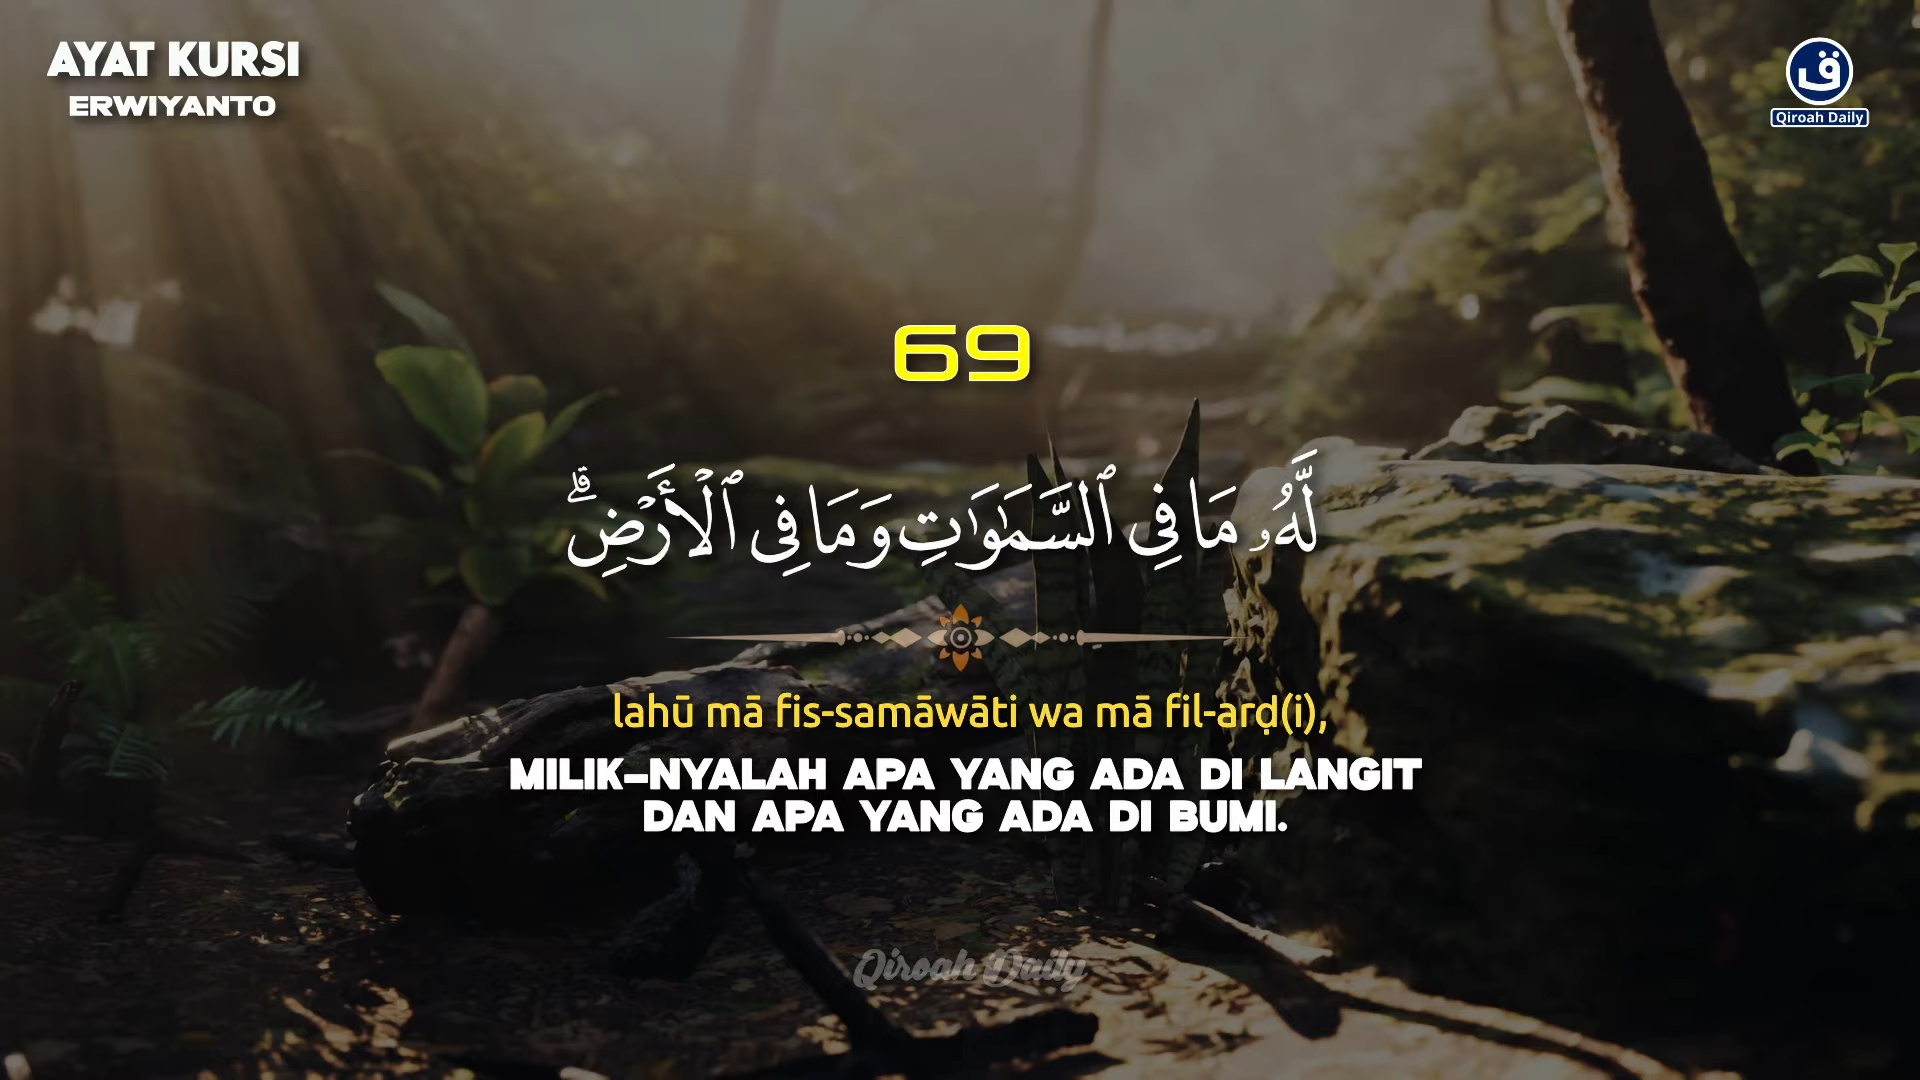 AYAT KURSI
ERWIYANTO
ق
Qiroah Daily
69
لَّهُۥ مَا فِي ٱلسَّمَٰوَٰتِ وَمَا فِي ٱلْأَرْضِۗ
lahū mā fis-samāwāti wa mā fil-arḍ(i),
MILIK-NYALAH APA YANG ADA DI LANGIT
DAN APA YANG ADA DI BUMI.
Qiroah Daily